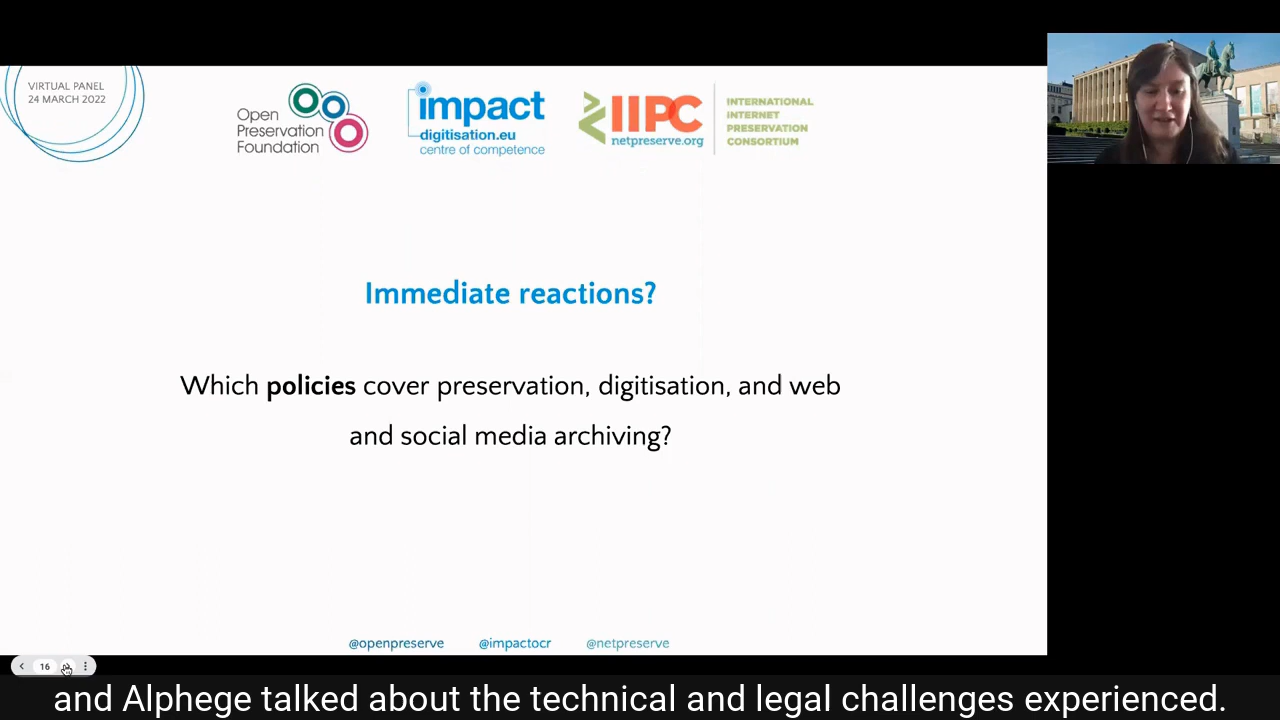 VIRTUAL PANEL
24 MARCH 2022
Open
Preservation
Foundation
impact
digitisation.eu
centre of competence
IIPC
netpreserve.org
INTERNATIONAL
INTERNET
PRESERVATION
CONSORTIUM
Immediate reactions?
Which policies cover preservation, digitisation, and web
and social media archiving?
@openpreserve @impactocr @netpreserve
16
and Alphege talked about the technical and legal challenges experienced.